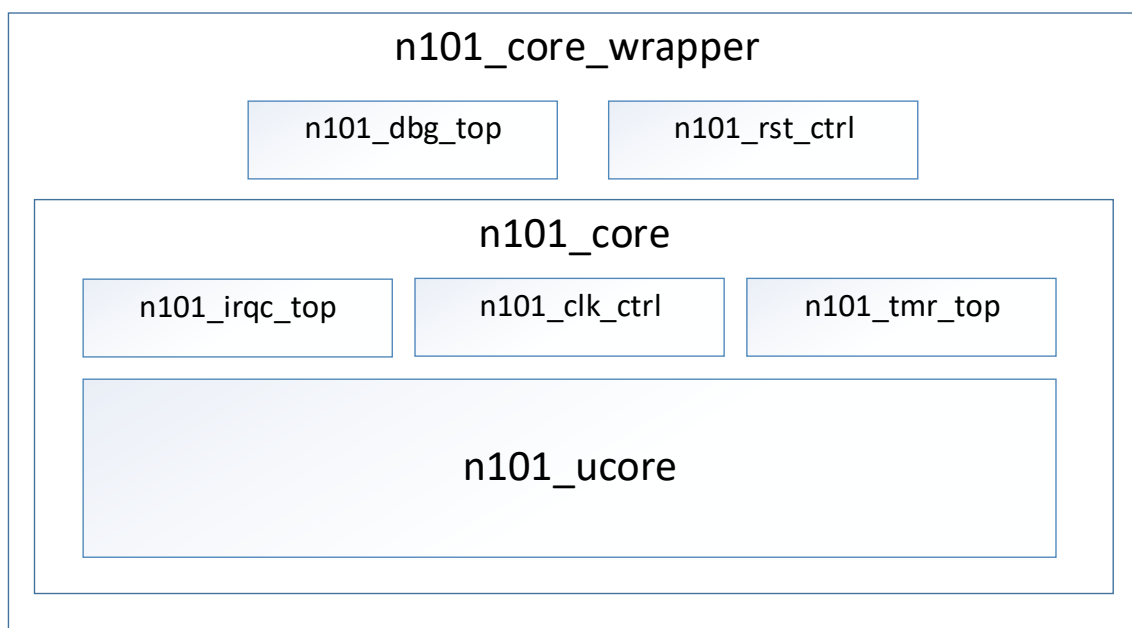 n101_core_wrapper
n101_dbg_top
n101_rst_ctrl
n101_core
n101_irqc_top
n101_clk_ctrl
n101_tmr_top
n101_ucore